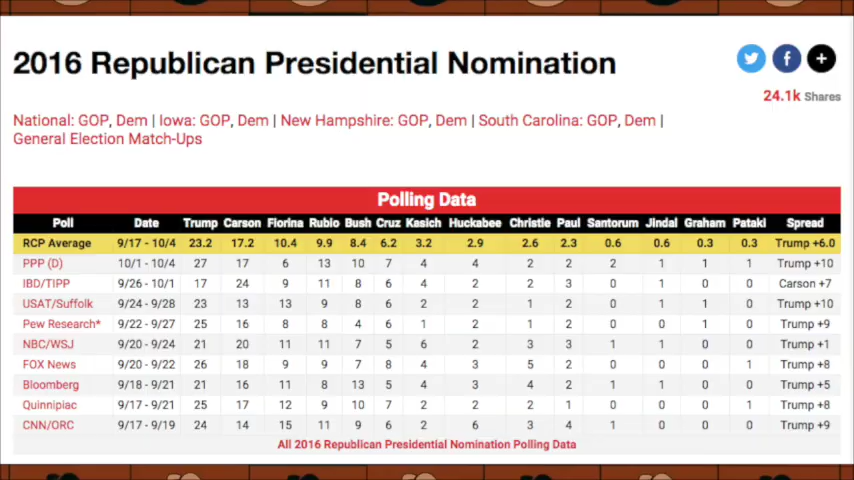 2016 Republican Presidential Nomination
24.1k Shares
National: GOP, Dem | Iowa: GOP, Dem | New Hampshire: GOP, Dem | South Carolina: GOP, Dem |
General Election Match-Ups
Polling Data
Poll Date Trump Carson Fiorina Rubio Bush Cruz Kasich Huckabee Christie Paul Santorum Jindal Graham Pataki Spread
RCP Average 9/17 - 10/4 23.2 17.2 10.4 9.9 8.4 6.2 3.2 2.9 2.6 2.3 0.6 0.6 0.3 0.3 Trump +6.0
PPP (D) 10/1 - 10/4 27 17 6 13 10 7 4 4 2 2 2 1 1 1 Trump +10
IBD/TIPP 9/26 - 10/1 17 24 9 11 8 6 4 2 2 3 0 1 0 0 Carson +7
USAT/Suffolk 9/24 - 9/28 23 13 13 9 8 6 2 2 1 2 0 0 0 0 Trump +10
Pew Research* 9/22 - 9/27 25 16 8 8 4 6 1 2 1 2 0 0 1 0 Trump +9
NBC/WSJ 9/20 - 9/24 21 20 11 11 7 5 6 2 3 3 1 1 0 0 Trump +1
FOX News 9/20 - 9/22 26 18 9 9 7 8 4 3 5 2 0 0 0 1 Trump +8
Bloomberg 9/18 - 9/21 21 16 11 8 13 5 4 3 4 2 1 1 0 0 Trump +5
Quinnipiac 9/17 - 9/21 25 17 12 9 10 7 2 2 2 1 0 0 0 1 Trump +8
CNN/ORC 9/17 - 9/19 24 14 15 11 9 6 2 6 3 4 1 0 0 0 Trump +9
All 2016 Republican Presidential Nomination Polling Data